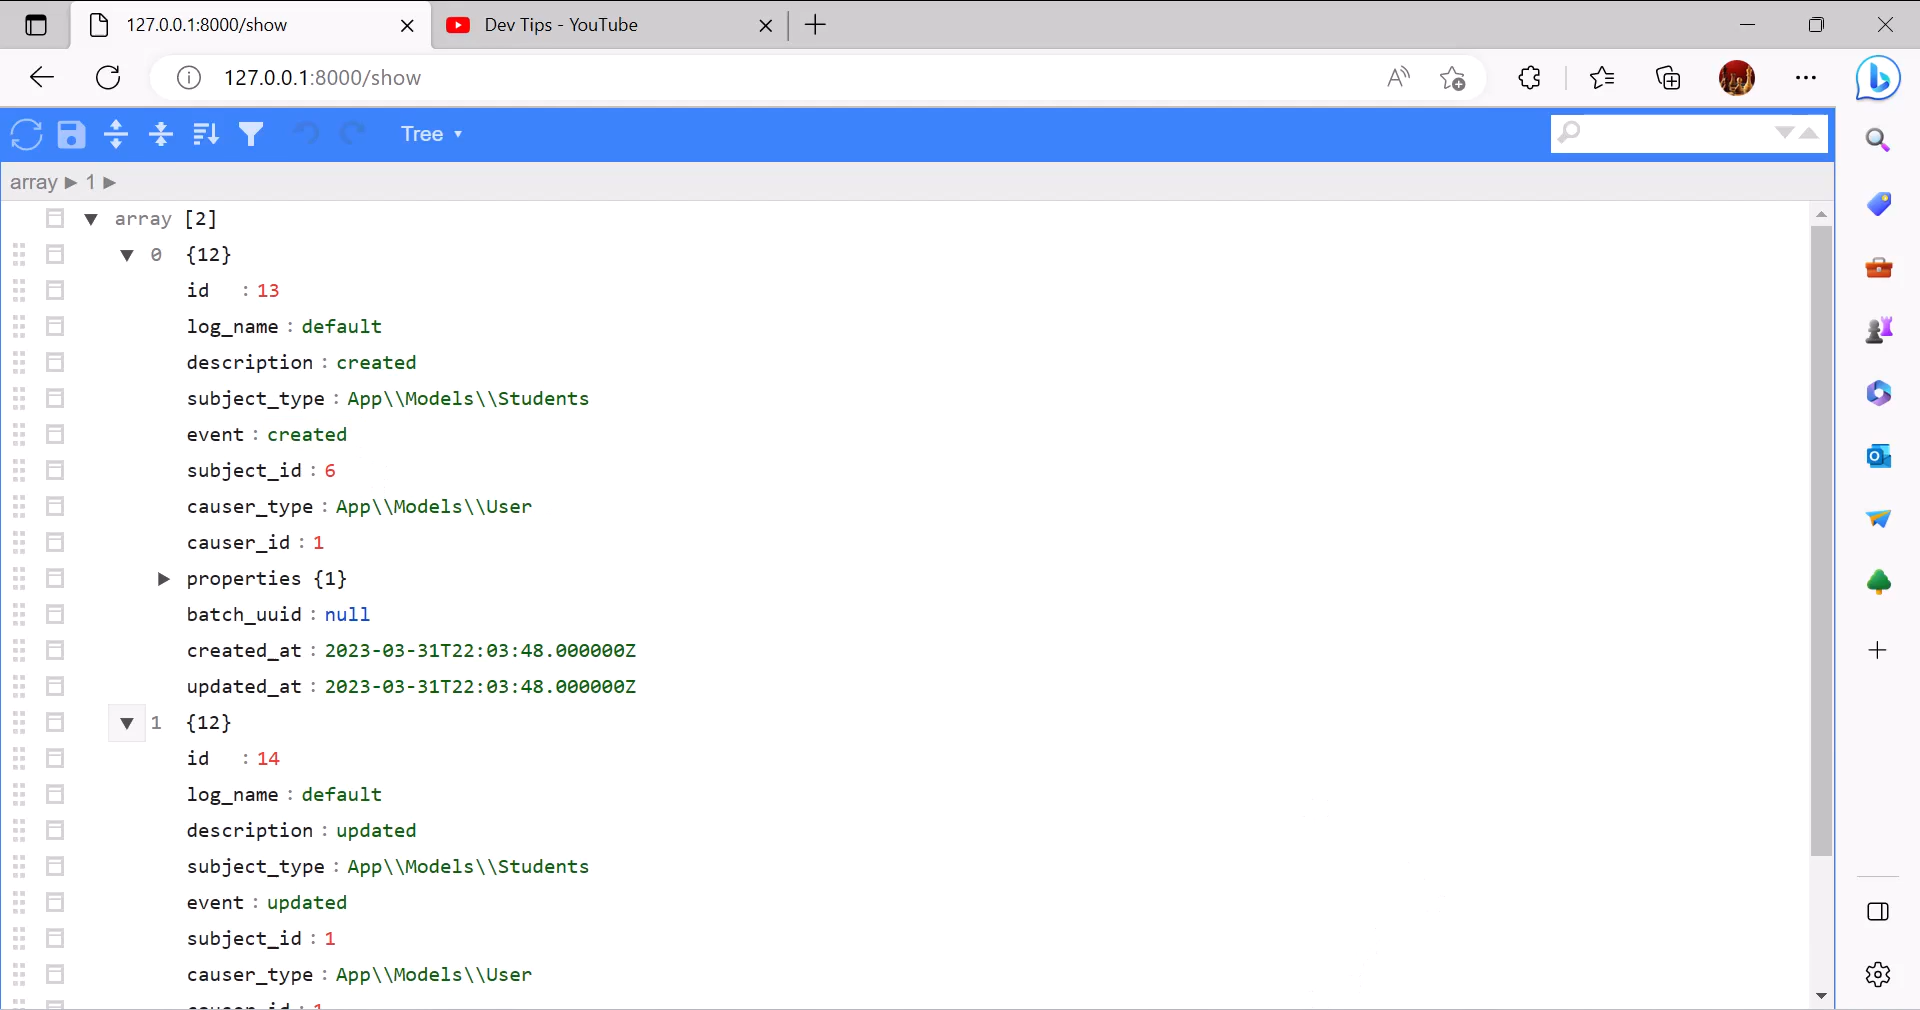 127.0.0.1:8000/show
Dev Tips - YouTube
127.0.0.1:8000/show
Tree
array ▶ 1 ▶
array [2]
0 {12}
id : 13
log_name : default
description : created
subject_type : App\\Models\\Students
event : created
subject_id : 6
causer_type : App\\Models\\User
causer_id : 1
properties {1}
batch_uuid : null
created_at : 2023-03-31T22:03:48.000000Z
updated_at : 2023-03-31T22:03:48.000000Z
1 {12}
id : 14
log_name : default
description : updated
subject_type : App\\Models\\Students
event : updated
subject_id : 1
causer_type : App\\Models\\User
causer_id : 1